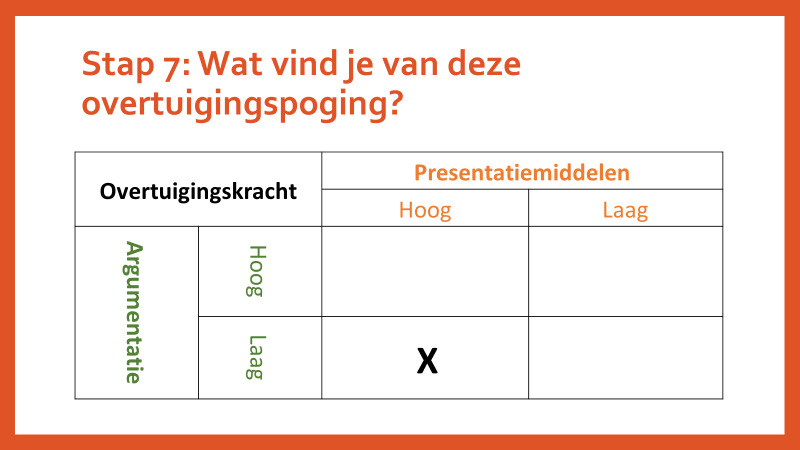 Stap 7: Wat vind je van deze
overtuigingspoging?
Overtuigingskracht
Presentatiemiddelen
Hoog
Laag
Argumentatie
Hoog
Laag
X